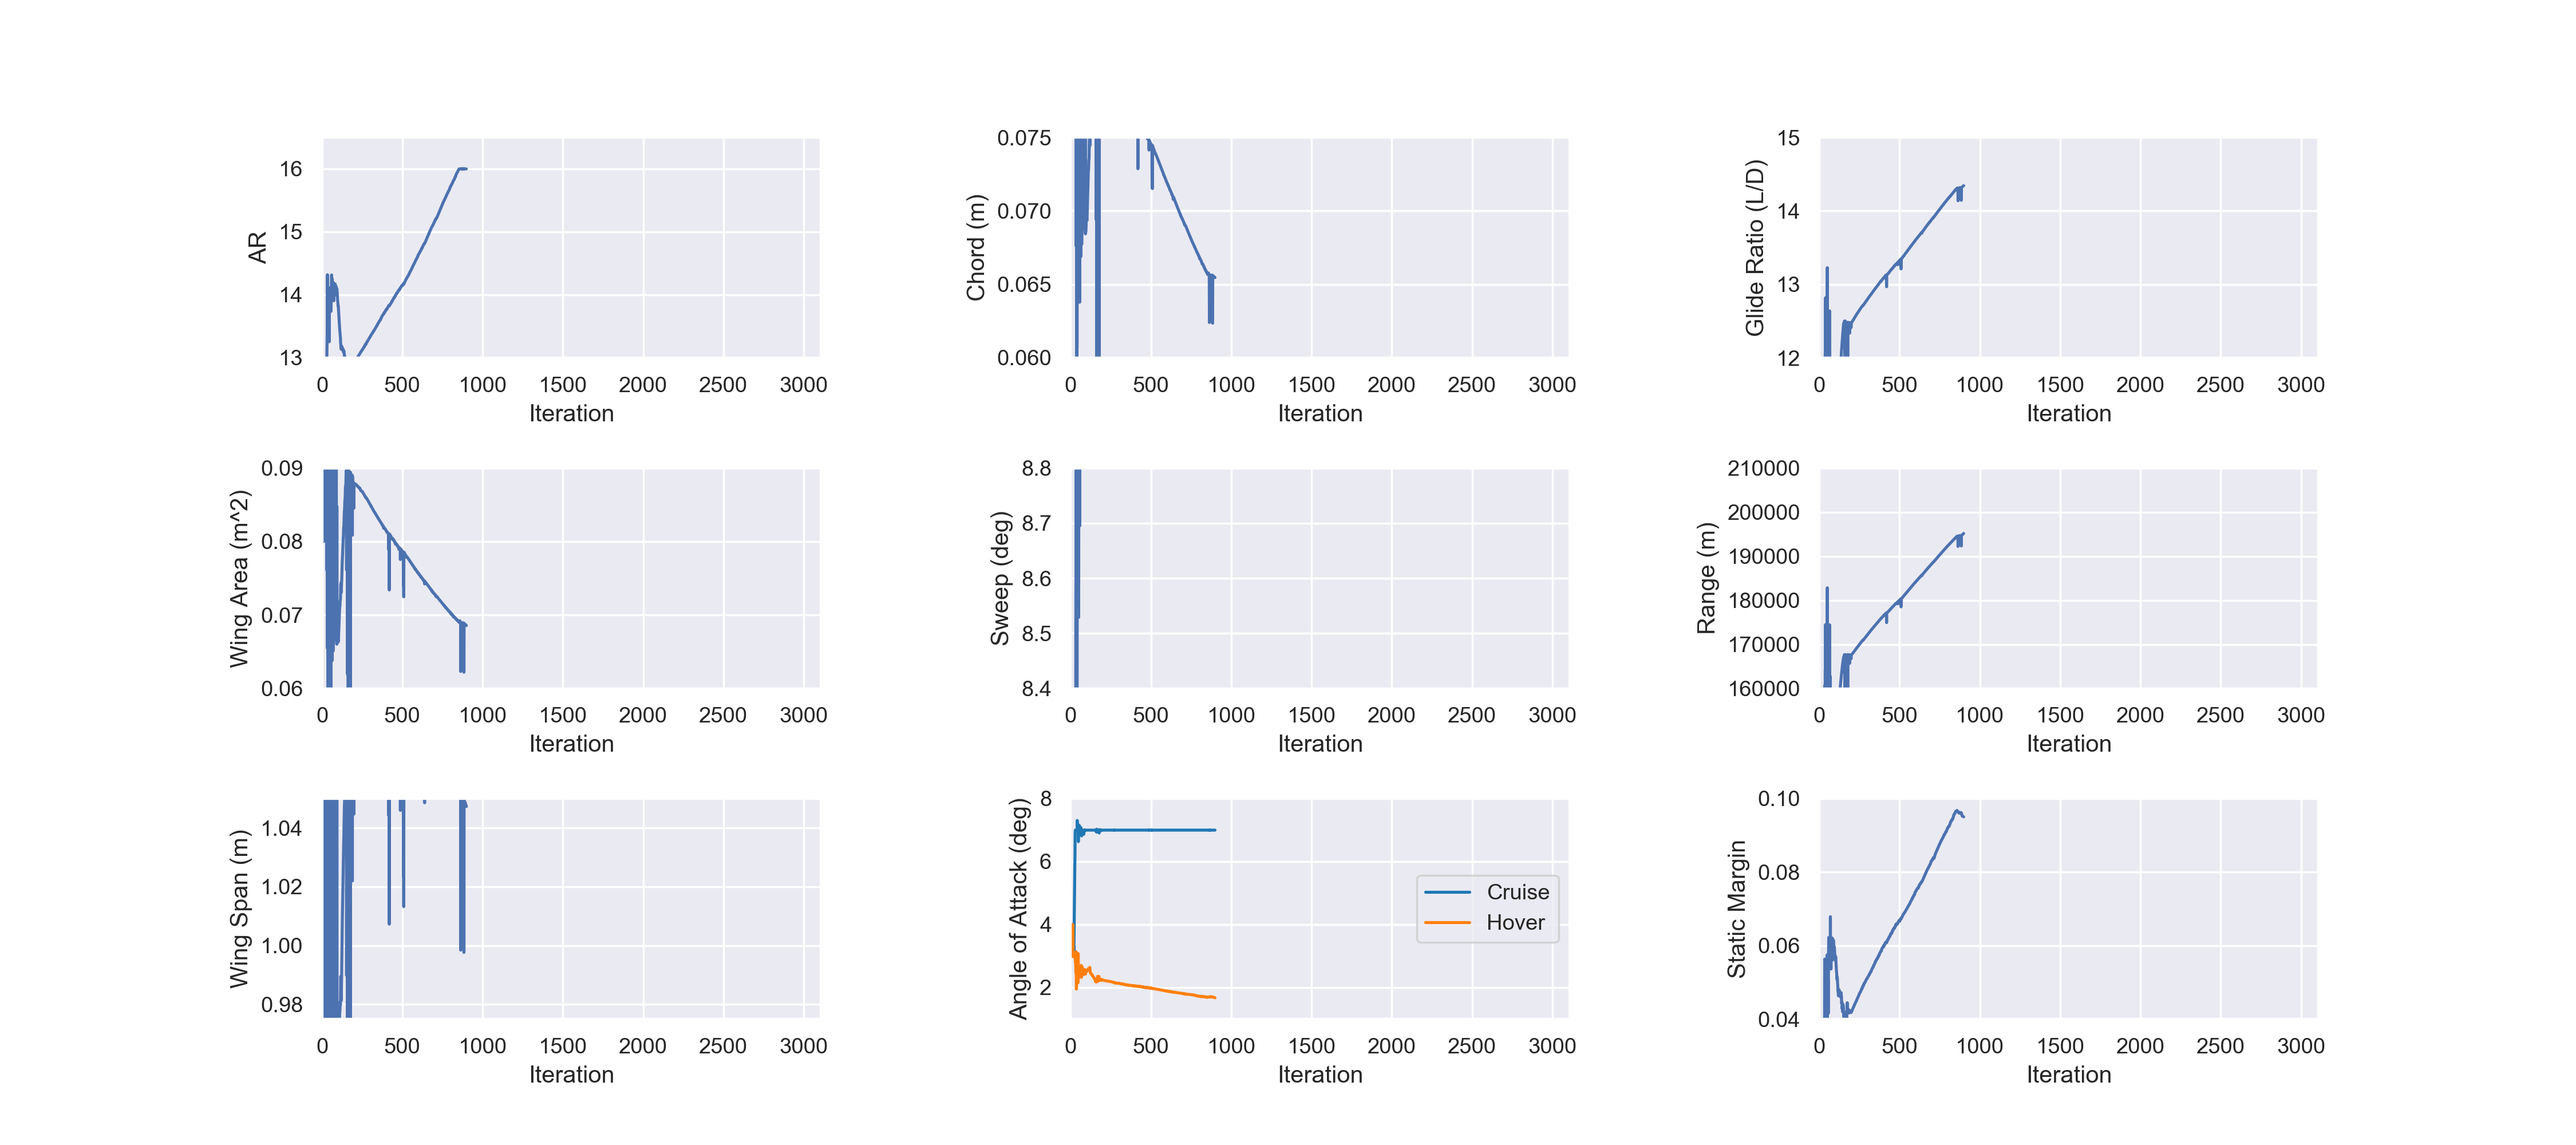 AR
16
15
14
13
0 500 1000 1500 2000 2500 3000
Iteration
Chord (m)
0.075
0.070
0.065
0.060
0 500 1000 1500 2000 2500 3000
Iteration
Glide Ratio (L/D)
15
14
13
12
0 500 1000 1500 2000 2500 3000
Iteration
Wing Area (m^2)
0.09
0.08
0.07
0.06
0 500 1000 1500 2000 2500 3000
Iteration
Sweep (deg)
8.8
8.7
8.6
8.5
8.4
0 500 1000 1500 2000 2500 3000
Iteration
Range (m)
210000
200000
190000
180000
170000
160000
0 500 1000 1500 2000 2500 3000
Iteration
Wing Span (m)
1.04
1.02
1.00
0.98
0 500 1000 1500 2000 2500 3000
Iteration
Angle of Attack (deg)
8
6
4
2
Cruise
Hover
0 500 1000 1500 2000 2500 3000
Iteration
Static Margin
0.10
0.08
0.06
0.04
0 500 1000 1500 2000 2500 3000
Iteration